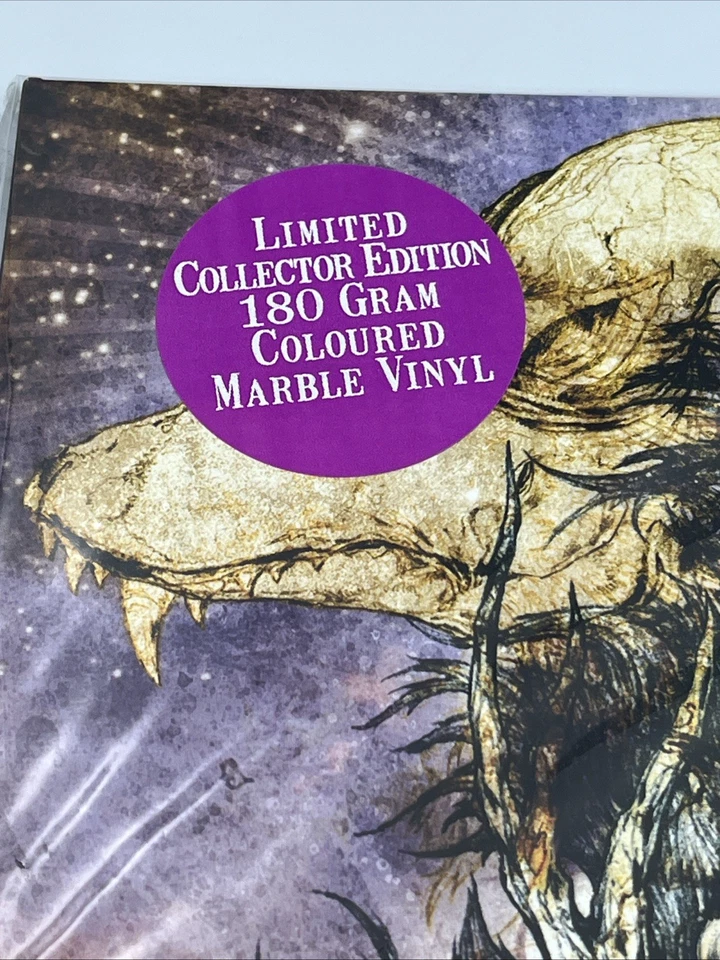 LIMITED
COLLECTOR EDITION
180 GRAM
COLOURED
MARBLE VINYL